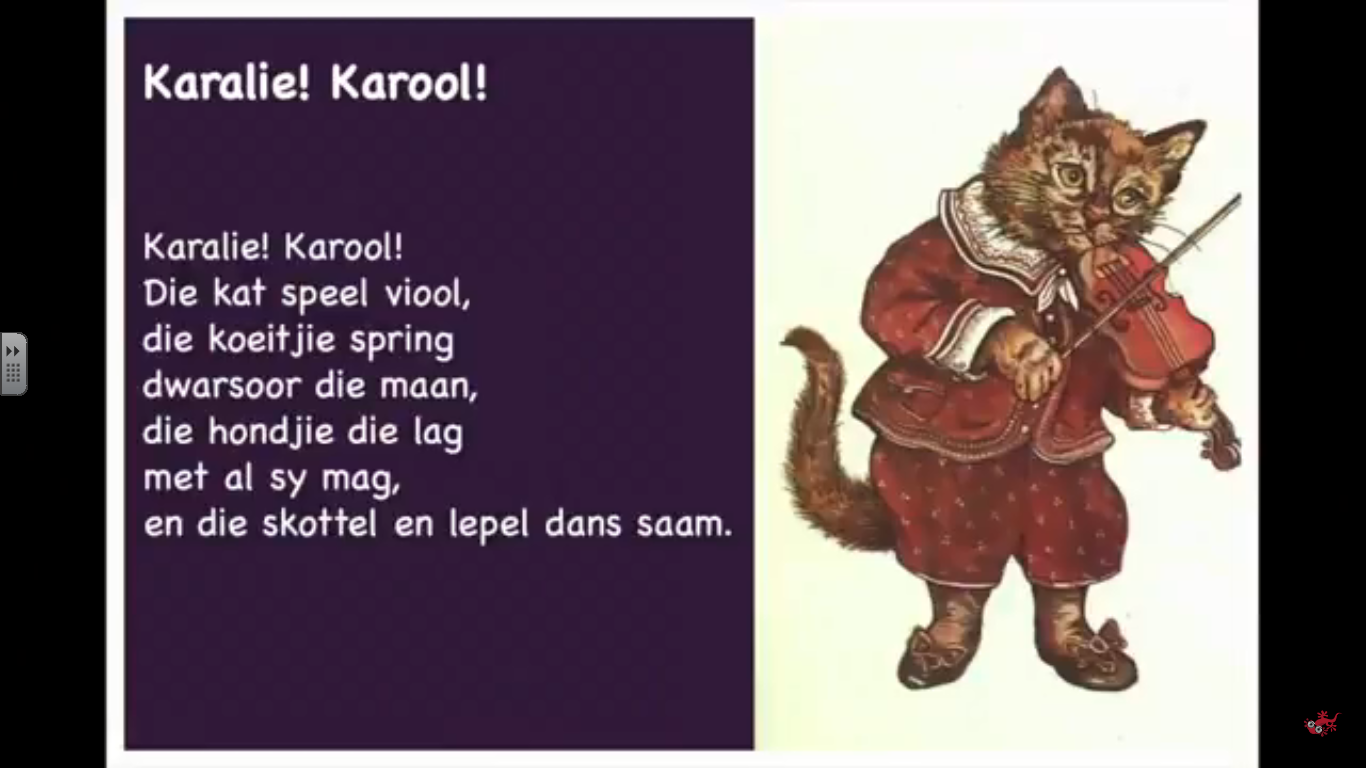 Karalie! Karool!
Karalie! Karool!
Die kat speel viool,
die koeitjie spring
dwarsoor die maan,
die hondjie die lag
met al sy mag,
en die skottel en lepel dans saam.